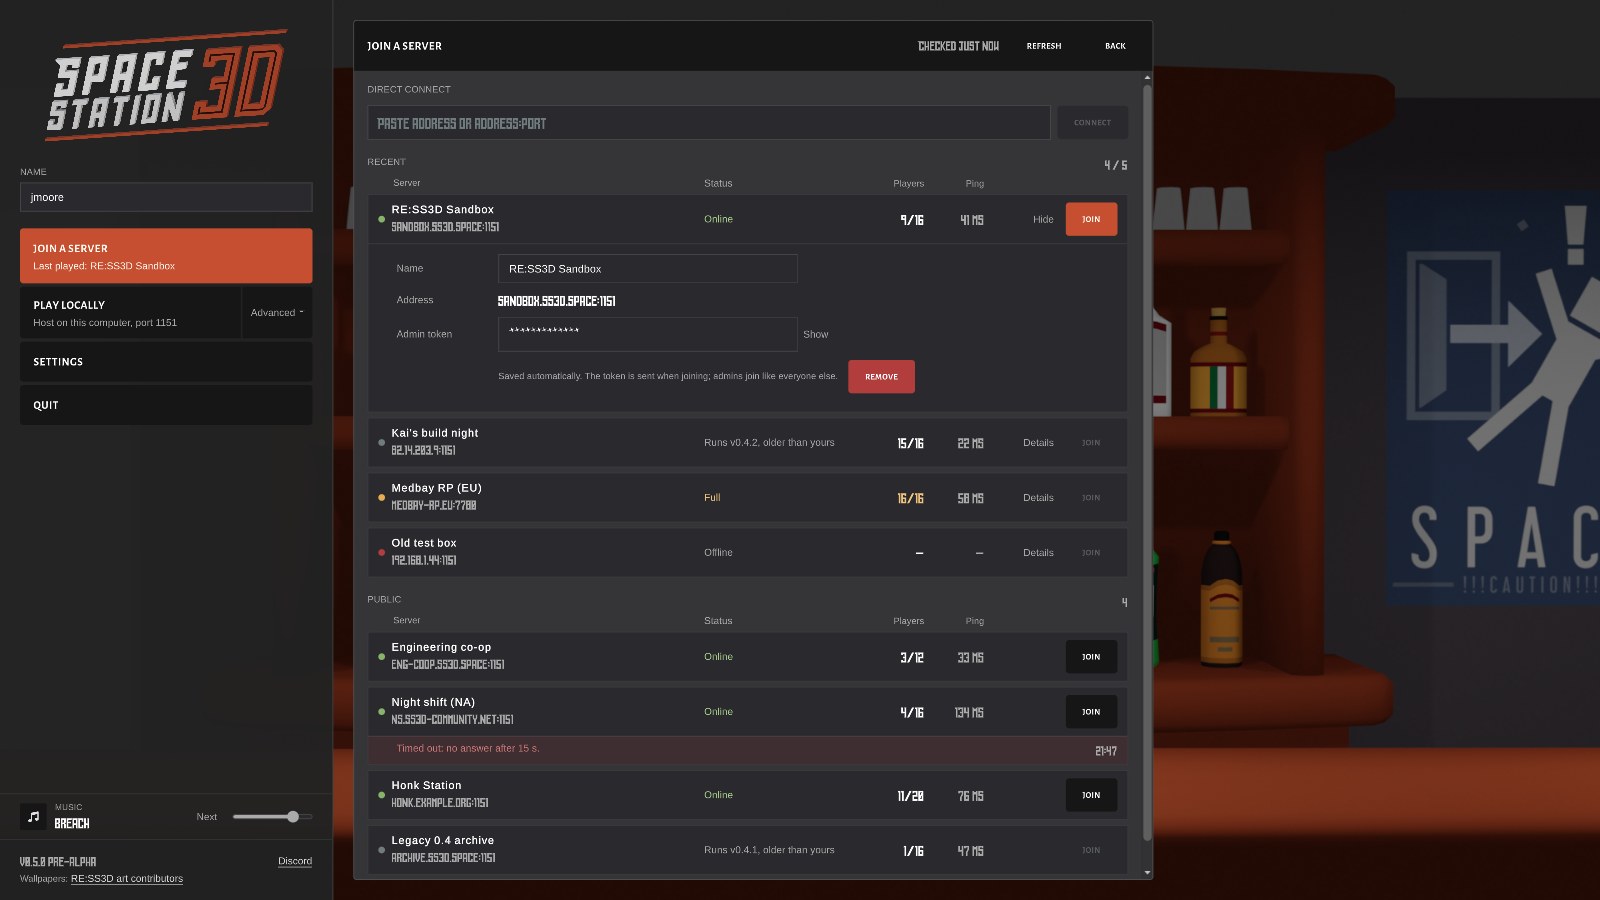 SPACE STATION 3D
NAME
jmoore
JOIN A SERVER
Last played: RE:SS3D Sandbox
PLAY LOCALLY
Host on this computer, port 1151
Advanced
SETTINGS
QUIT
MUSIC
BREACH
Next
V0.5.0 PRE-ALPHA
Discord
Wallpapers: RE:SS3D art contributors
JOIN A SERVER
CHECKED JUST NOW
REFRESH
BACK
DIRECT CONNECT
PASTE ADDRESS OR ADDRESS:PORT
CONNECT
RECENT
4 / 5
Server Status Players Ping
RE:SS3D Sandbox
SANDBOX.SS3D.SPACE:1151
Online
9/16
41 MS
Hide
JOIN
Name
RE:SS3D Sandbox
Address
SANDBOX.SS3D.SPACE:1151
Admin token
*************
Show
Saved automatically. The token is sent when joining; admins join like everyone else.
REMOVE
Kai's build night
82.14.203.9:1151
Runs v0.4.2, older than yours
15/16
22 MS
Details
JOIN
Medbay RP (EU)
MEDBAY-RP.EU:7780
Full
16/16
58 MS
Details
JOIN
Old test box
192.168.1.44:1151
Offline
–
–
Details
JOIN
PUBLIC
4
Server Status Players Ping
Engineering co-op
ENG-COOP.SS3D.SPACE:1151
Online
3/12
33 MS
JOIN
Night shift (NA)
NS.SS3D-COMMUNITY.NET:1151
Online
4/16
134 MS
JOIN
Timed out: no answer after 15 s.
21:47
Honk Station
HONK.EXAMPLE.ORG:1151
Online
11/20
76 MS
JOIN
Legacy 0.4 archive
ARCHIVE.SS3D.SPACE:1151
Runs v0.4.1, older than yours
1/16
47 MS
JOIN
SPAC
!!!CAUTION!!!